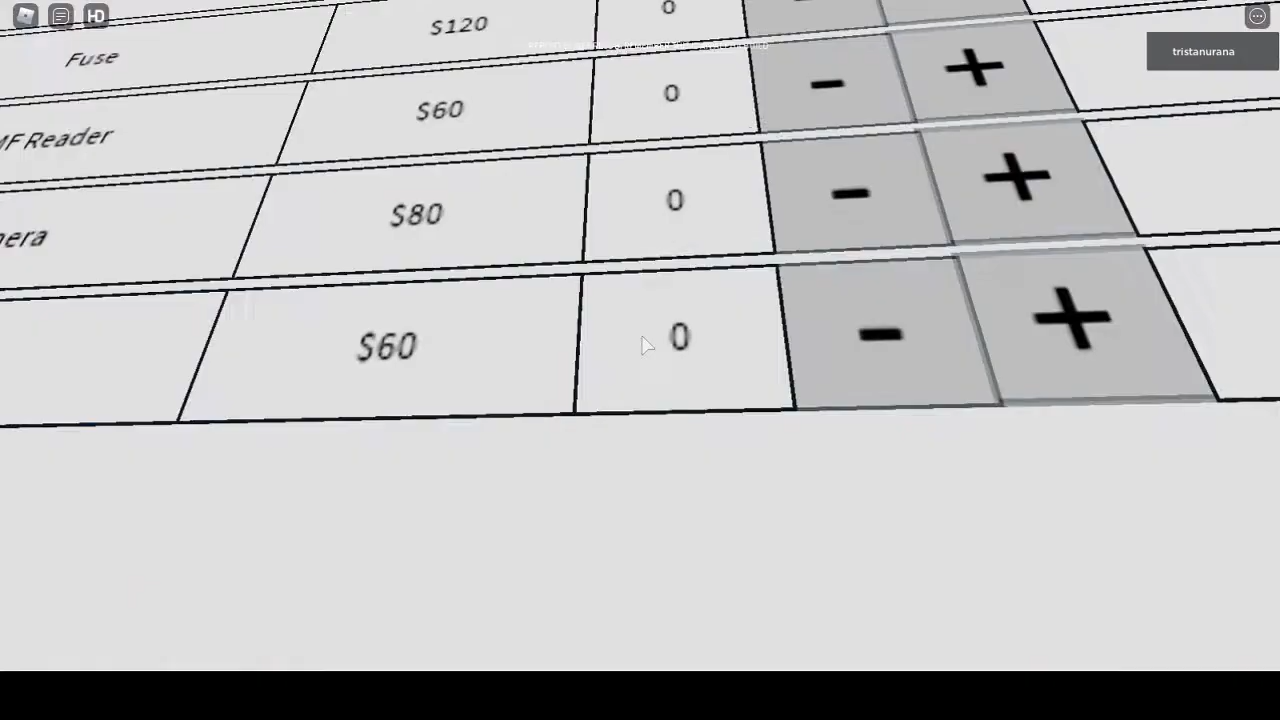 HD
tristanurana
Fuse $120 0
MF Reader $60 0 - +
nera $80 0 - +
$60 0 - +